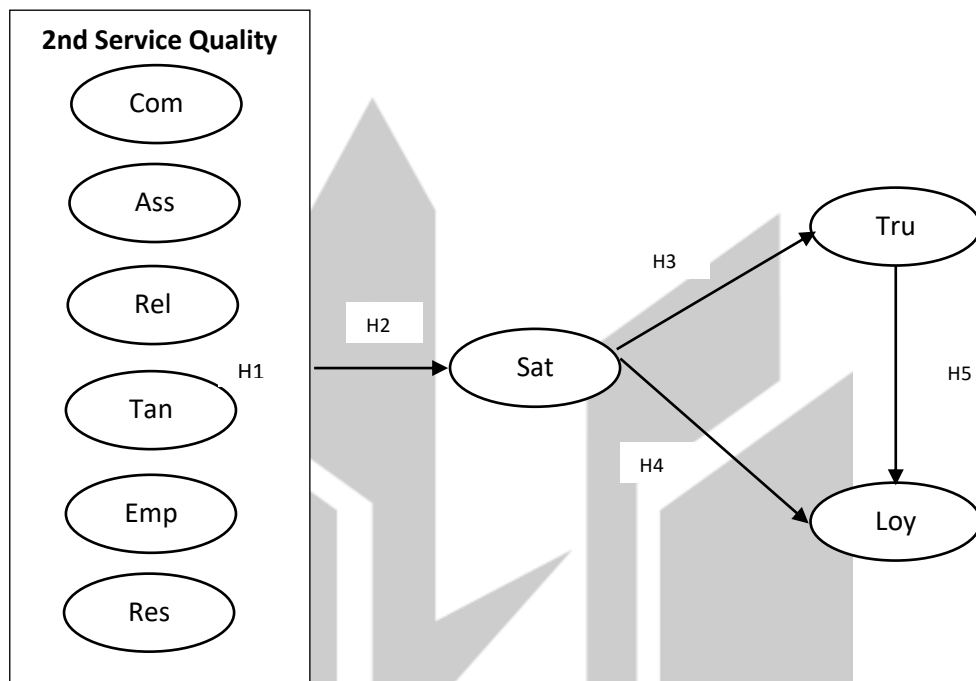 2nd Service Quality
Com
Ass
Rel
Tan
Emp
Res
H1
H2
Sat
H3
H4
Tru
H5
Loy